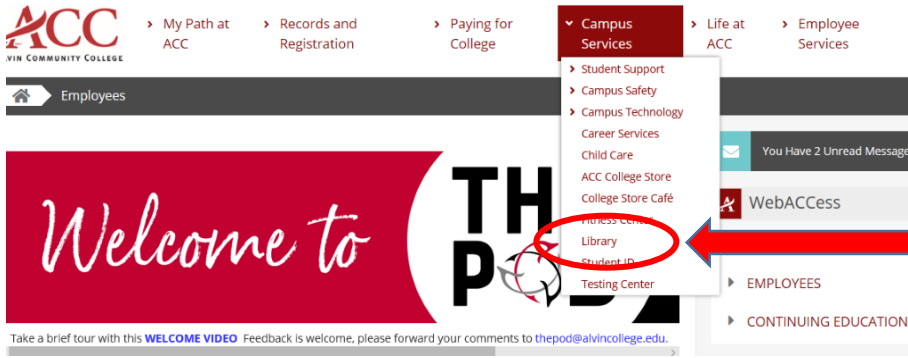 ACC
ALVIN COMMUNITY COLLEGE
My Path at
ACC
Records and
Registration
Paying for
College
Campus
Services
Life at
ACC
Employee
Services
Employees
Student Support
Campus Safety
Campus Technology
Career Services
Child Care
ACC College Store
College Store Café
Fitness Center
Library
Student ID
Testing Center
Welcome to
TH
POD
You Have 2 Unread Message
WebACCess
EMPLOYEES
CONTINUING EDUCATION
Take a brief tour with this WELCOME VIDEO Feedback is welcome, please forward your comments to thepod@alvincollege.edu.